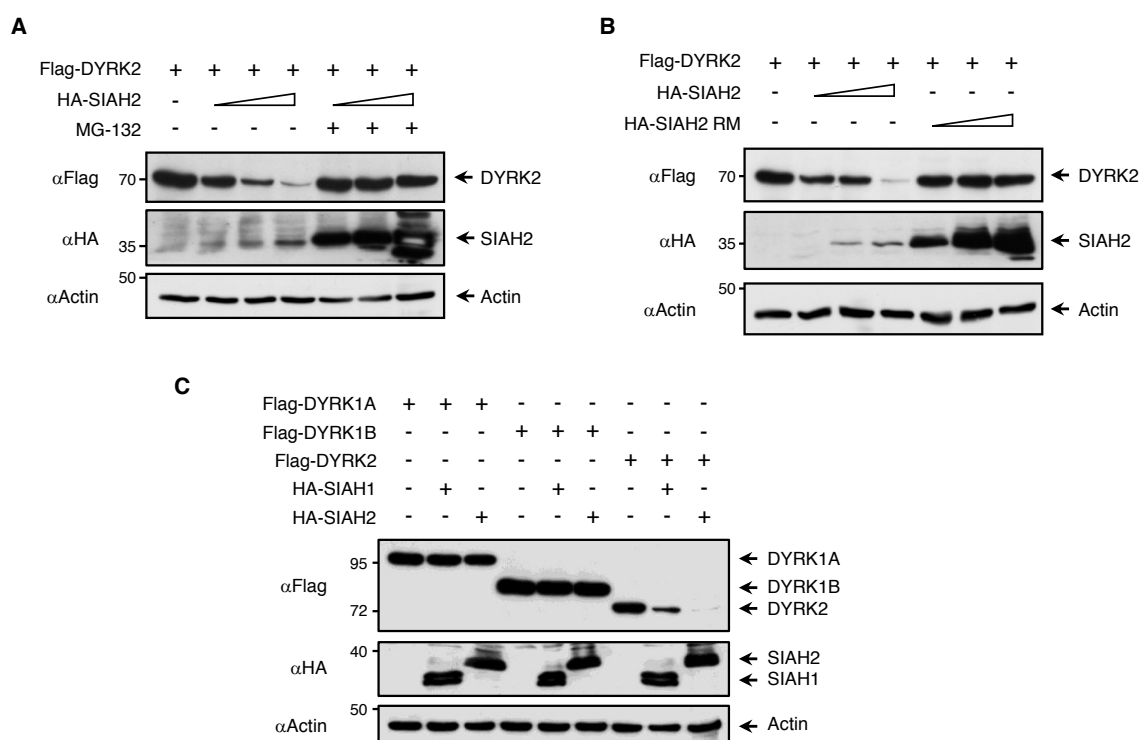 A
Flag-DYRK2 + + + + + + +
HA-SIAH2 -
MG-132 - - - - + + +
αFlag 70 DYRK2
αHA 35 SIAH2
50
αActin Actin
B
Flag-DYRK2 + + + + + + +
HA-SIAH2 - - - -
HA-SIAH2 RM - - - -
αFlag 70 DYRK2
αHA 35 SIAH2
50
αActin Actin
C
Flag-DYRK1A + + + - - - - - -
Flag-DYRK1B - - - + + + - - -
Flag-DYRK2 - - - - - - + + +
HA-SIAH1 - + - - + - - + -
HA-SIAH2 - - + - - + - - +
95 DYRK1A
αFlag DYRK1B
72 DYRK2
40
αHA SIAH2
SIAH1
50
αActin Actin